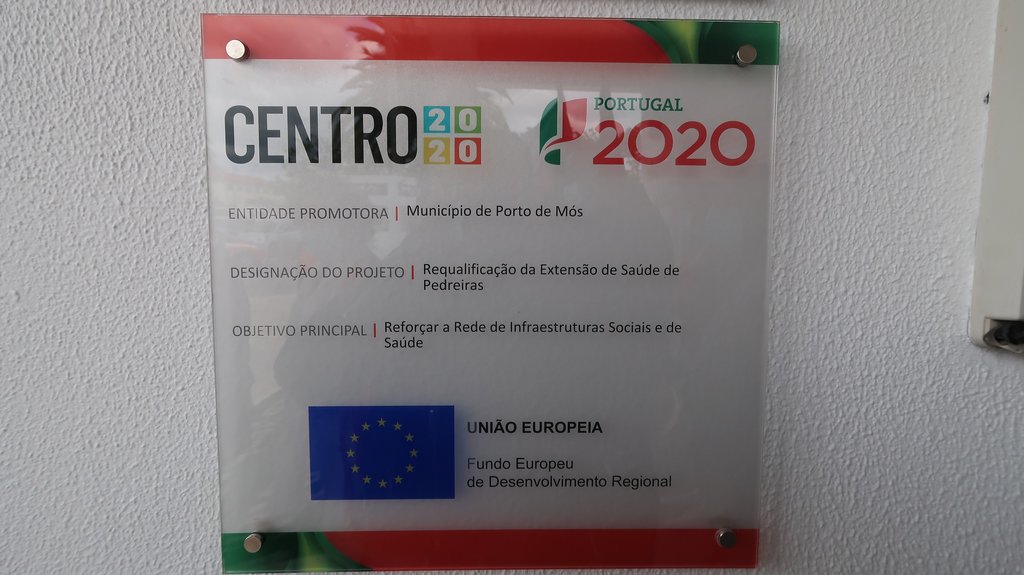 CENTRO 2020
PORTUGAL
2020
ENTIDADE PROMOTORA | Município de Porto de Mós
DESIGNAÇÃO DO PROJETO | Requalificação da Extensão de Saúde de
Pedreiras
OBJETIVO PRINCIPAL | Reforçar a Rede de Infraestruturas Sociais e de
Saúde
UNIÃO EUROPEIA
Fundo Europeu
de Desenvolvimento Regional